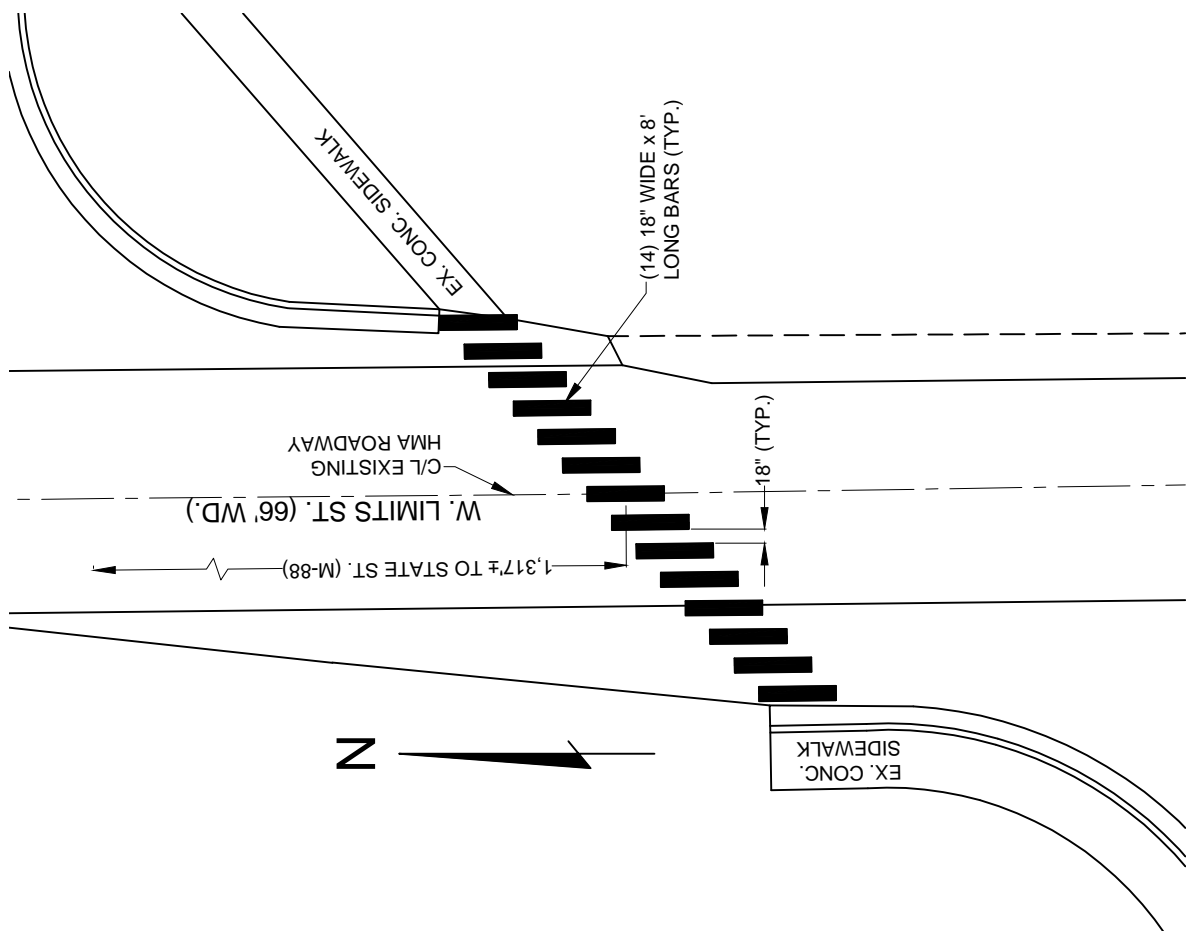 EX. CONC. SIDEWALK
(14) 18" WIDE x 8'
LONG BARS (TYP.)
C/L EXISTING
HMA ROADWAY
W. LIMITS ST. (66' WD.)
1,317'± TO STATE ST. (M-88)
18" (TYP.)
N
EX. CONC.
SIDEWALK